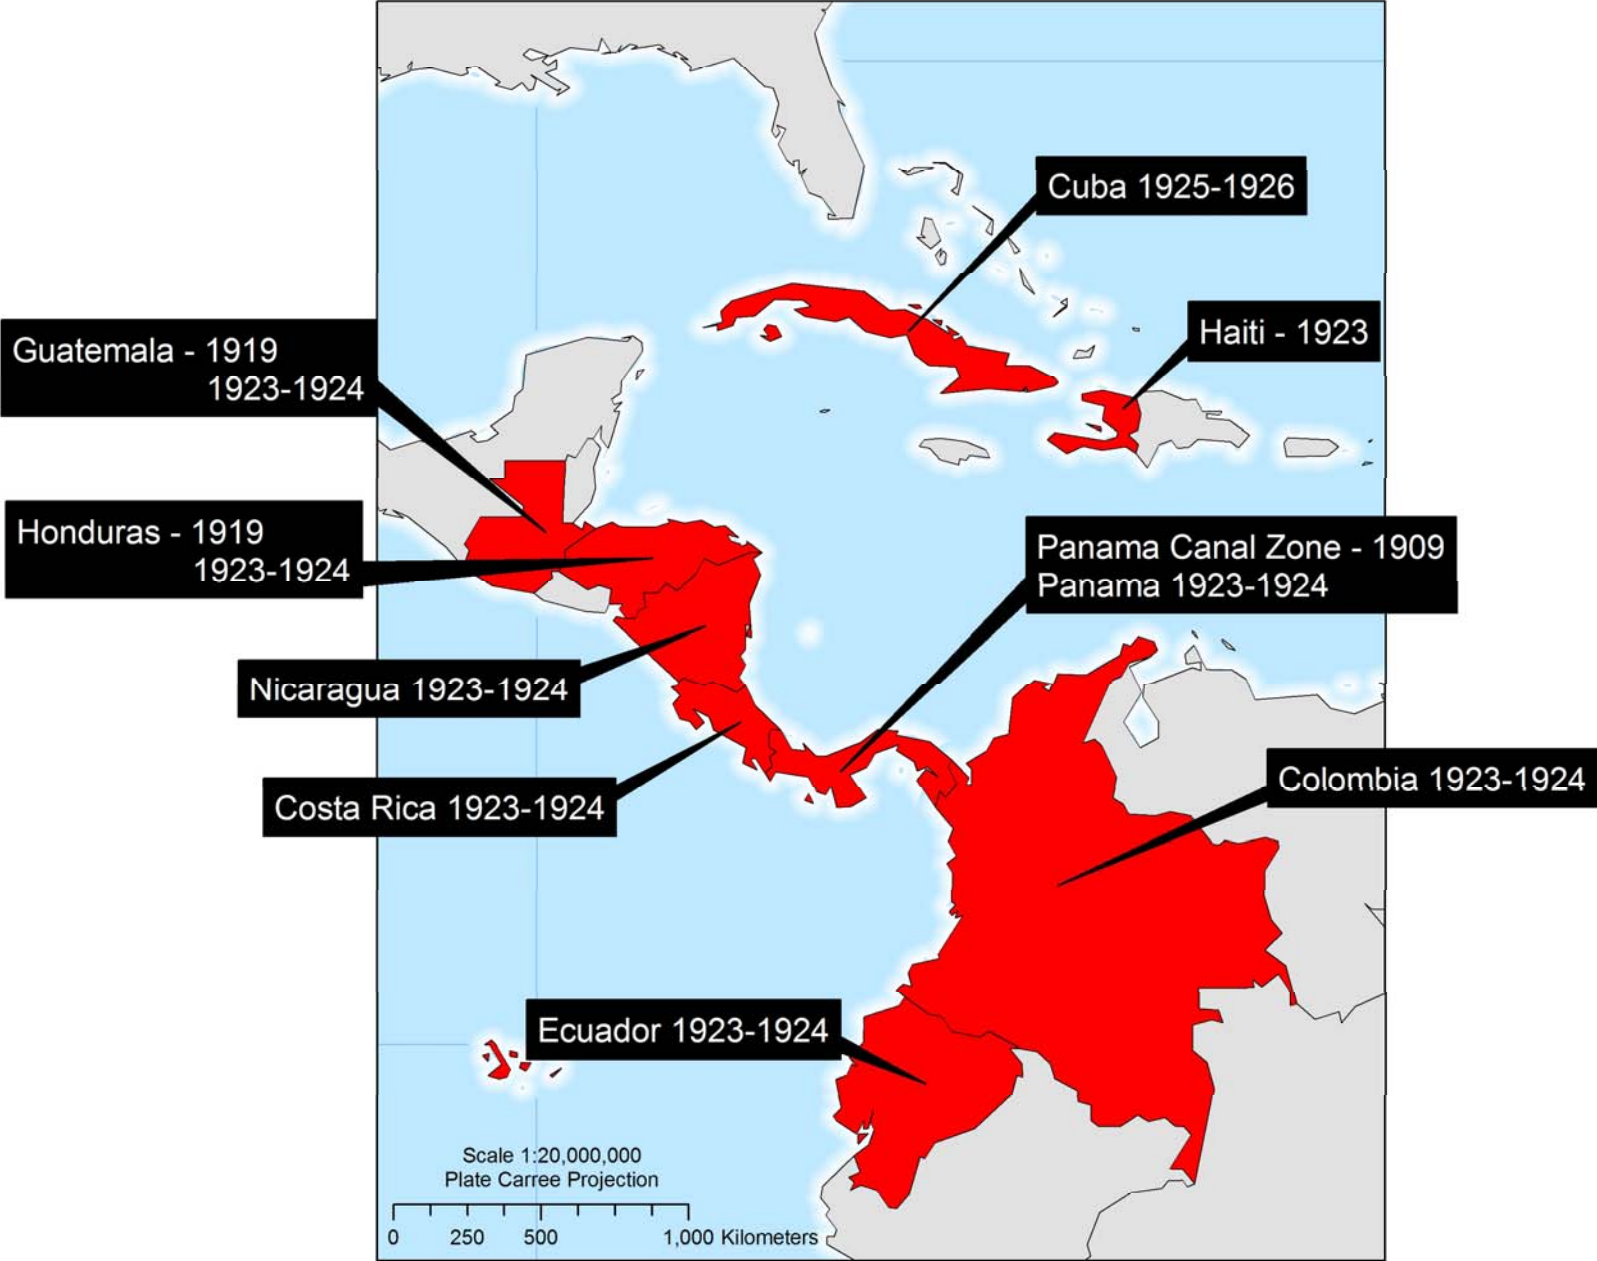 Cuba 1925-1926
Haiti - 1923
Guatemala - 1919
1923-1924
Honduras - 1919
1923-1924
Panama Canal Zone - 1909
Panama 1923-1924
Nicaragua 1923-1924
Costa Rica 1923-1924
Colombia 1923-1924
Ecuador 1923-1924
Scale 1:20,000,000
Plate Carree Projection
0 250 500 1,000 Kilometers